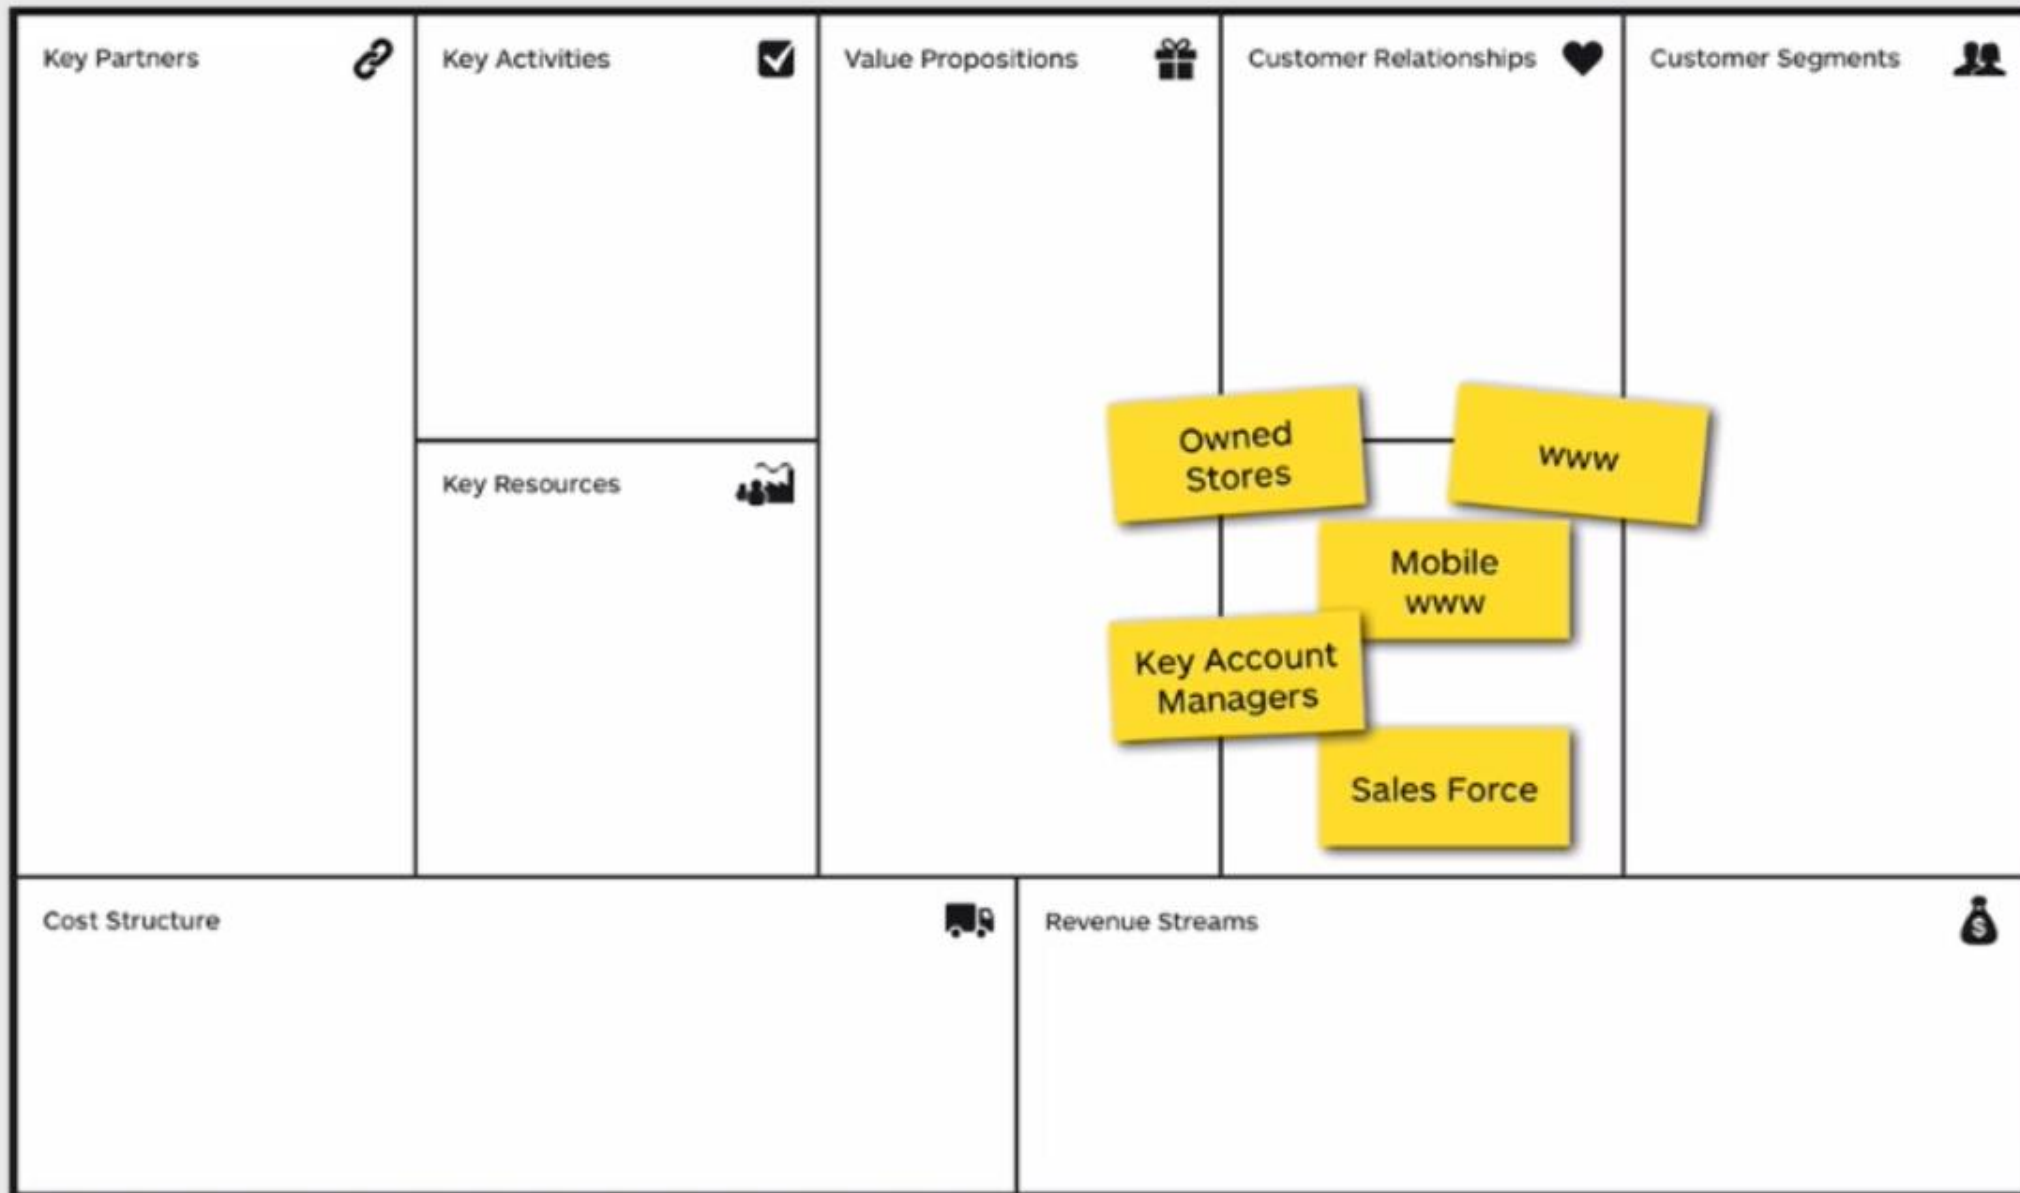 Key Partners
Key Activities
Value Propositions
Customer Relationships
Customer Segments
Key Resources
Owned
Stores
www
Mobile
www
Key Account
Managers
Sales Force
Cost Structure
Revenue Streams
$